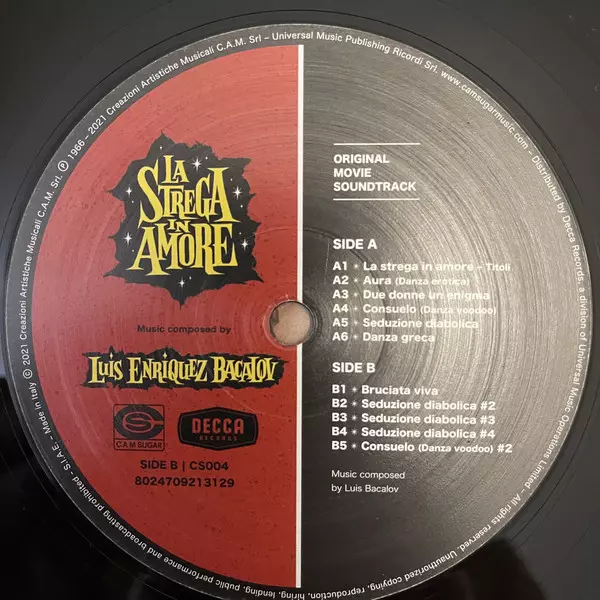 LA
STREGA
IN
AMORE
Music composed by
LUIS ENRIQUEZ BACALOV
CS
CAM SUGAR
DECCA
RECORDS
SIDE B | CS004
8024709213129
ORIGINAL
MOVIE
SOUNDTRACK
SIDE A
A1 * La strega in amore – Titoli
A2 * Aura (Danza erotica)
A3 * Due donne un enigma
A4 * Consuelo (Danza voodoo)
A5 * Seduzione diabolica
A6 * Danza greca
SIDE B
B1 * Bruciata viva
B2 * Seduzione diabolica #2
B3 * Seduzione diabolica #3
B4 * Seduzione diabolica #4
B5 * Consuelo (Danza voodoo) #2
Music composed
by Luis Bacalov
℗ 1966 – 2021 Creazioni Artistiche Musicali C.A.M. Srl – Universal Music Publishing Ricordi Srl. www.camsugarmusic.com – Distributed by Decca Records, a division of Universal Music Operations Limited – All rights reserved. Unauthorized copying, reproduction, hiring, lending, public performance and broadcasting prohibited – S.I.A.E. – Made in Italy © 2021 Creazioni Artistiche Musicali C.A.M. Srl.